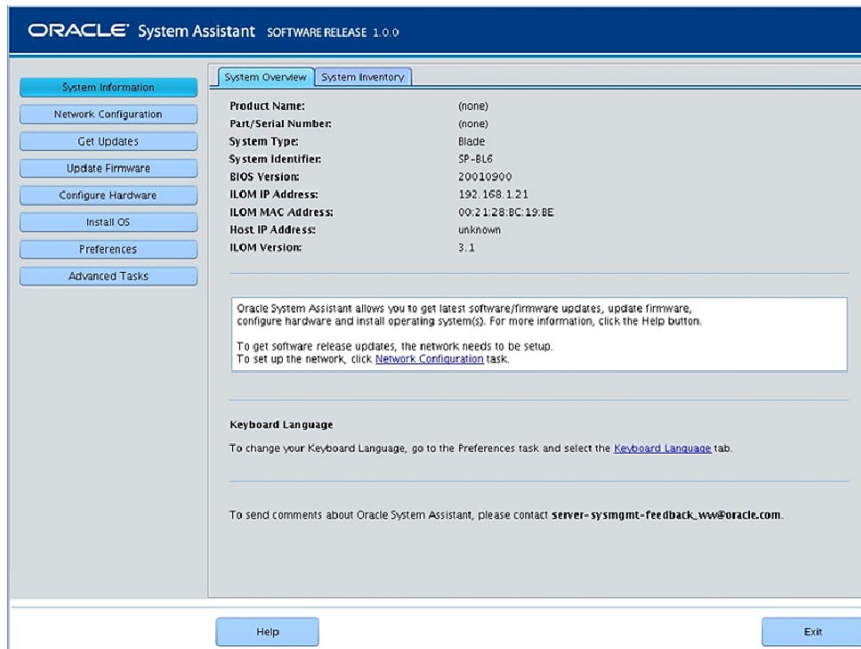 ORACLE® System Assistant SOFTWARE RELEASE 1.0.0
System Information
Network Configuration
Get Updates
Update Firmware
Configure Hardware
Install OS
Preferences
Advanced Tasks
System Overview System Inventory
Product Name: (none)
Part/Serial Number: (none)
System Type: Blade
System Identifier: SP-BL6
BIOS Version: 20010900
ILOM IP Address: 192.168.1.21
ILOM MAC Address: 00:21:28:BC:19:BE
Host IP Address: unknown
ILOM Version: 3.1
Oracle System Assistant allows you to get latest software/firmware updates, update firmware,
configure hardware and install operating system(s). For more information, click the Help button.
To get software release updates, the network needs to be setup.
To set up the network, click Network Configuration task.
Keyboard Language
To change your Keyboard Language, go to the Preferences task and select the Keyboard Language tab.
To send comments about Oracle System Assistant, please contact server-sysmgmt-feedback_ww@oracle.com.
Help Exit